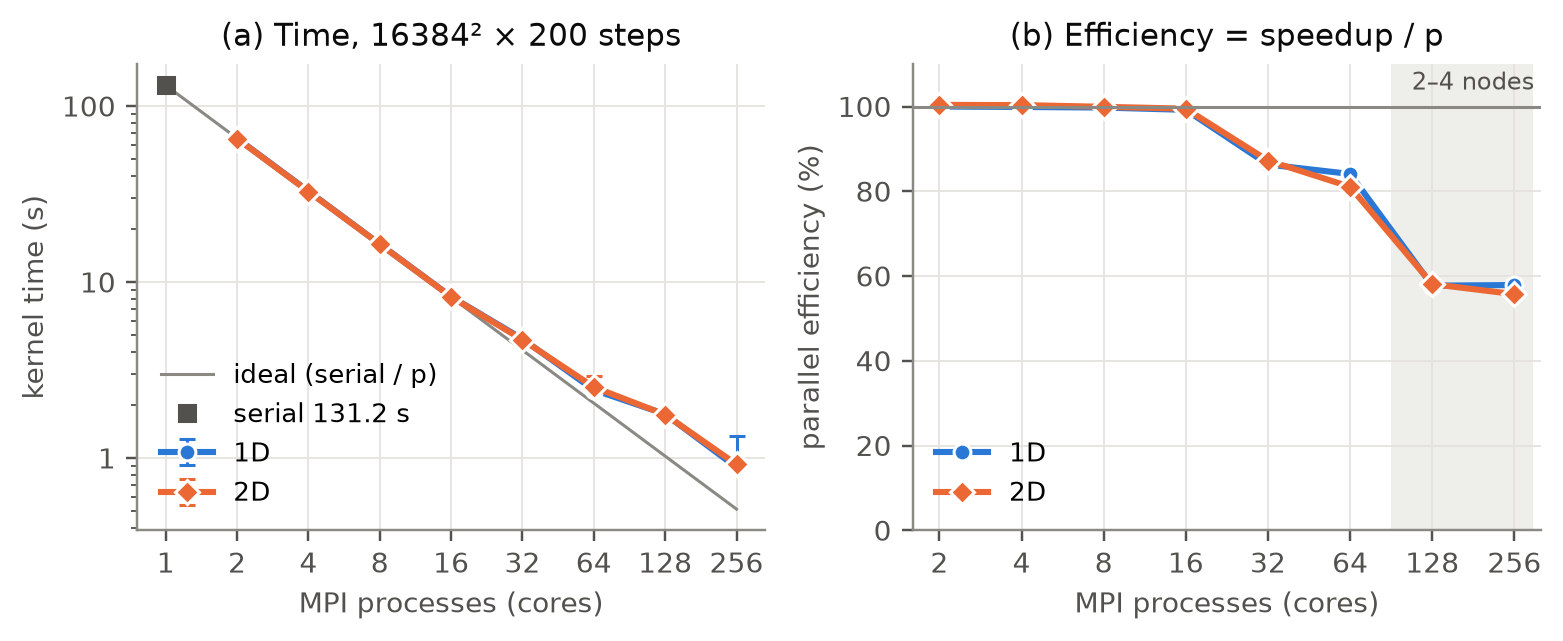 (a) Time, 16384² × 200 steps
kernel time (s)
100
10
1
ideal (serial / p)
serial 131.2 s
1D
2D
1 2 4 8 16 32 64 128 256
MPI processes (cores)
(b) Efficiency = speedup / p
2–4 nodes
parallel efficiency (%)
100
80
60
40
20
0
1D
2D
2 4 8 16 32 64 128 256
MPI processes (cores)